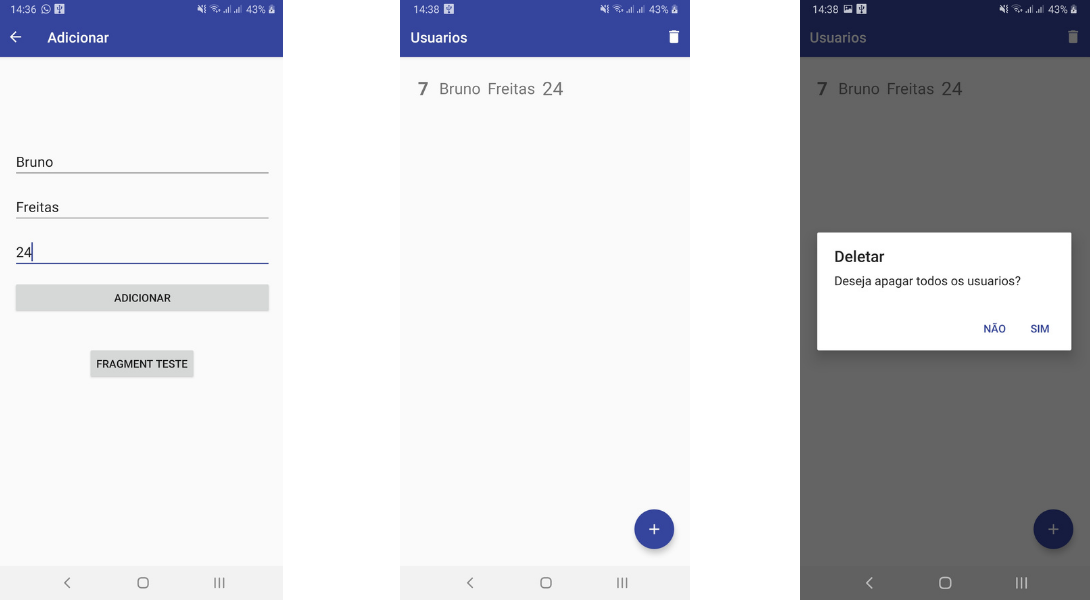 14:36
43%
Adicionar
Bruno
Freitas
24
ADICIONAR
FRAGMENT TESTE
14:38
43%
Usuarios
7 Bruno Freitas 24
14:38
43%
Usuarios
7 Bruno Freitas 24
Deletar
Deseja apagar todos os usuarios?
NÃO SIM